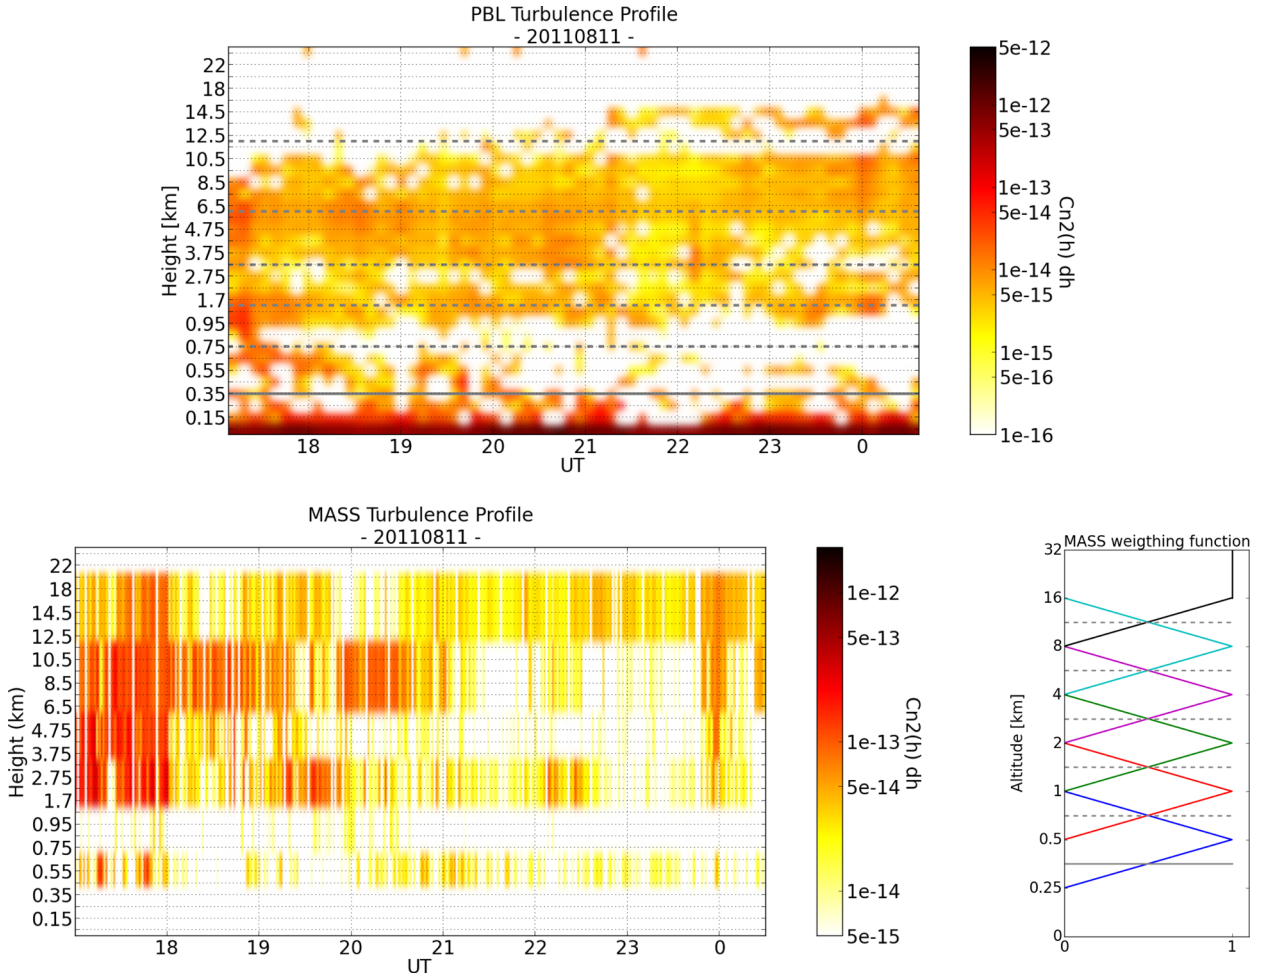 PBL Turbulence Profile
- 20110811 -
Height [km]
22
18
14.5
12.5
10.5
8.5
6.5
4.75
3.75
2.75
1.7
0.95
0.75
0.55
0.35
0.15
18 19 20 21 22 23 0
UT
5e-12
1e-12
5e-13
1e-13
5e-14
1e-14
5e-15
1e-15
5e-16
1e-16
Cn2(h) dh
MASS Turbulence Profile
- 20110811 -
Height (km)
22
18
14.5
12.5
10.5
8.5
6.5
4.75
3.75
2.75
1.7
0.95
0.75
0.55
0.35
0.15
18 19 20 21 22 23 0
UT
1e-12
5e-13
1e-13
5e-14
1e-14
5e-15
Cn2(h) dh
MASS weigthing function
Altitude [km]
32
16
8
4
2
1
0.5
0.25
0
0 1